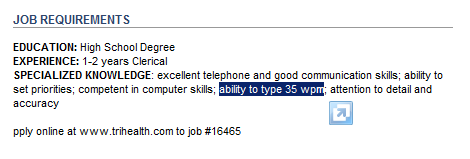 JOB REQUIREMENTS
EDUCATION: High School Degree
EXPERIENCE: 1-2 years Clerical
SPECIALIZED KNOWLEDGE: excellent telephone and good communication skills; ability to
set priorities; competent in computer skills; ability to type 35 wpm; attention to detail and
accuracy
pply online at www.trihealth.com to job #16465